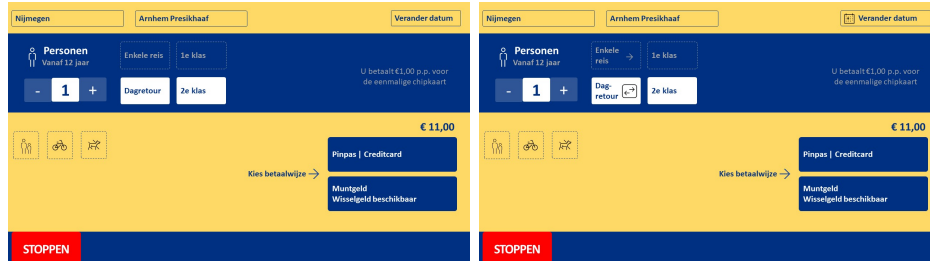 Nijmegen
Arnhem Presikhaaf
Verander datum
Personen
Vanaf 12 jaar
Enkele reis
1e klas
- 1 +
Dagretour
2e klas
U betaalt €1,00 p.p. voor
de eenmalige chipkaart
€ 11,00
Pinpas | Creditcard
Kies betaalwijze →
Muntgeld
Wisselgeld beschikbaar
STOPPEN
Nijmegen
Arnhem Presikhaaf
Verander datum
Personen
Vanaf 12 jaar
Enkele
reis →
1e klas
- 1 +
Dag-
retour
2e klas
U betaalt €1,00 p.p. voor
de eenmalige chipkaart
€ 11,00
Pinpas | Creditcard
Kies betaalwijze →
Muntgeld
Wisselgeld beschikbaar
STOPPEN